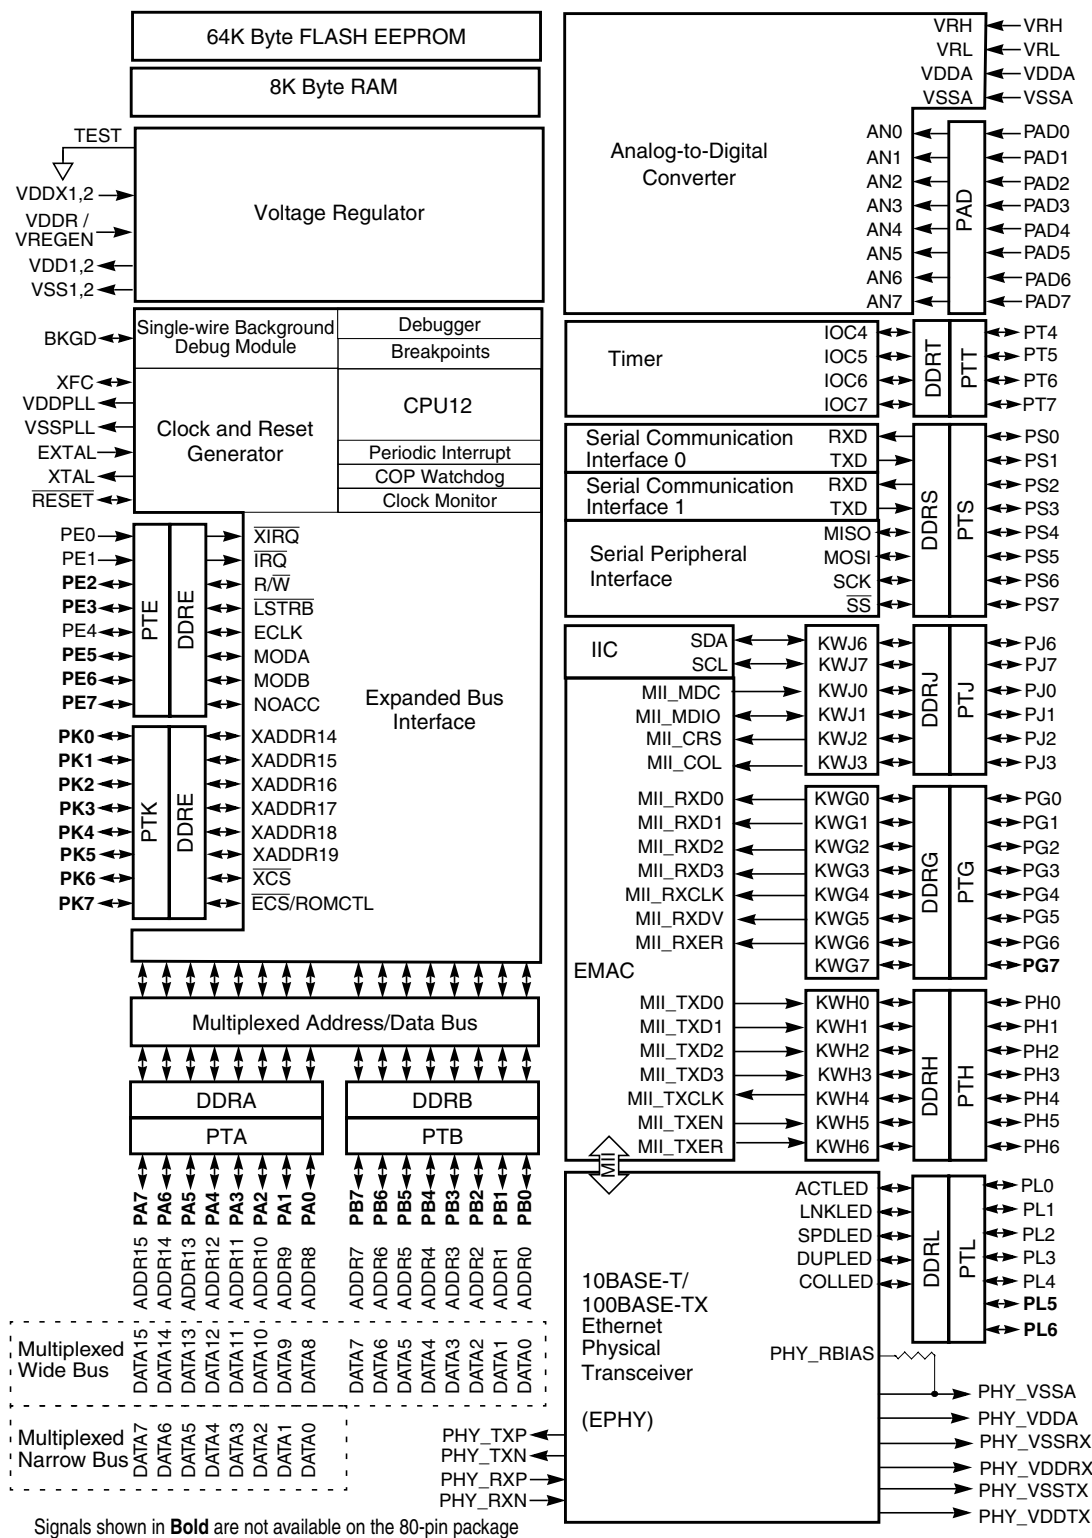 64K Byte FLASH EEPROM
8K Byte RAM
TEST
VDDX1,2
VDDR /
VREGEN
VDD1,2
VSS1,2
Voltage Regulator
BKGD
Single-wire Background
Debug Module
Debugger
Breakpoints
XFC
VDDPLL
VSSPLL
EXTAL
XTAL
RESET
Clock and Reset
Generator
CPU12
Periodic Interrupt
COP Watchdog
Clock Monitor
PE0
PE1
PE2
PE3
PE4
PE5
PE6
PE7
PTE
DDRE
XIRQ
IRQ
R/W
LSTRB
ECLK
MODA
MODB
NOACC
Expanded Bus
Interface
PK0
PK1
PK2
PK3
PK4
PK5
PK6
PK7
PTK
DDRE
XADDR14
XADDR15
XADDR16
XADDR17
XADDR18
XADDR19
XCS
ECS/ROMCTL
Multiplexed Address/Data Bus
DDRA
PTA
DDRB
PTB
PA7 PA6 PA5 PA4 PA3 PA2 PA1 PA0
PB7 PB6 PB5 PB4 PB3 PB2 PB1 PB0
ADDR15 ADDR14 ADDR13 ADDR12 ADDR11 ADDR10 ADDR9 ADDR8
ADDR7 ADDR6 ADDR5 ADDR4 ADDR3 ADDR2 ADDR1 ADDR0
Multiplexed
Wide Bus
DATA15 DATA14 DATA13 DATA12 DATA11 DATA10 DATA9 DATA8
DATA7 DATA6 DATA5 DATA4 DATA3 DATA2 DATA1 DATA0
Multiplexed
Narrow Bus
DATA7 DATA6 DATA5 DATA4 DATA3 DATA2 DATA1 DATA0
Analog-to-Digital
Converter
VRH VRH
VRL VRL
VDDA VDDA
VSSA VSSA
AN0
AN1
AN2
AN3
AN4
AN5
AN6
AN7
PAD
PAD0
PAD1
PAD2
PAD3
PAD4
PAD5
PAD6
PAD7
Timer
IOC4
IOC5
IOC6
IOC7
DDRT
PTT
PT4
PT5
PT6
PT7
Serial Communication
Interface 0
RXD
TXD
Serial Communication
Interface 1
RXD
TXD
Serial Peripheral
Interface
MISO
MOSI
SCK
SS
DDRS
PTS
PS0
PS1
PS2
PS3
PS4
PS5
PS6
PS7
IIC
SDA
SCL
MII_MDC
MII_MDIO
MII_CRS
MII_COL
KWJ6
KWJ7
KWJ0
KWJ1
KWJ2
KWJ3
DDRJ
PTJ
PJ6
PJ7
PJ0
PJ1
PJ2
PJ3
MII_RXD0
MII_RXD1
MII_RXD2
MII_RXD3
MII_RXCLK
MII_RXDV
MII_RXER
EMAC
KWG0
KWG1
KWG2
KWG3
KWG4
KWG5
KWG6
KWG7
DDRG
PTG
PG0
PG1
PG2
PG3
PG4
PG5
PG6
PG7
MII_TXD0
MII_TXD1
MII_TXD2
MII_TXD3
MII_TXCLK
MII_TXEN
MII_TXER
KWH0
KWH1
KWH2
KWH3
KWH4
KWH5
KWH6
DDRH
PTH
PH0
PH1
PH2
PH3
PH4
PH5
PH6
MII
10BASE-T/
100BASE-TX
Ethernet
Physical
Transceiver
(EPHY)
ACTLED
LNKLED
SPDLED
DUPLED
COLLED
DDRL
PTL
PL0
PL1
PL2
PL3
PL4
PL5
PL6
PHY_RBIAS
PHY_VSSA
PHY_VDDA
PHY_VSSRX
PHY_VDDRX
PHY_VSSTX
PHY_VDDTX
PHY_TXP
PHY_TXN
PHY_RXP
PHY_RXN
Signals shown in Bold are not available on the 80-pin package